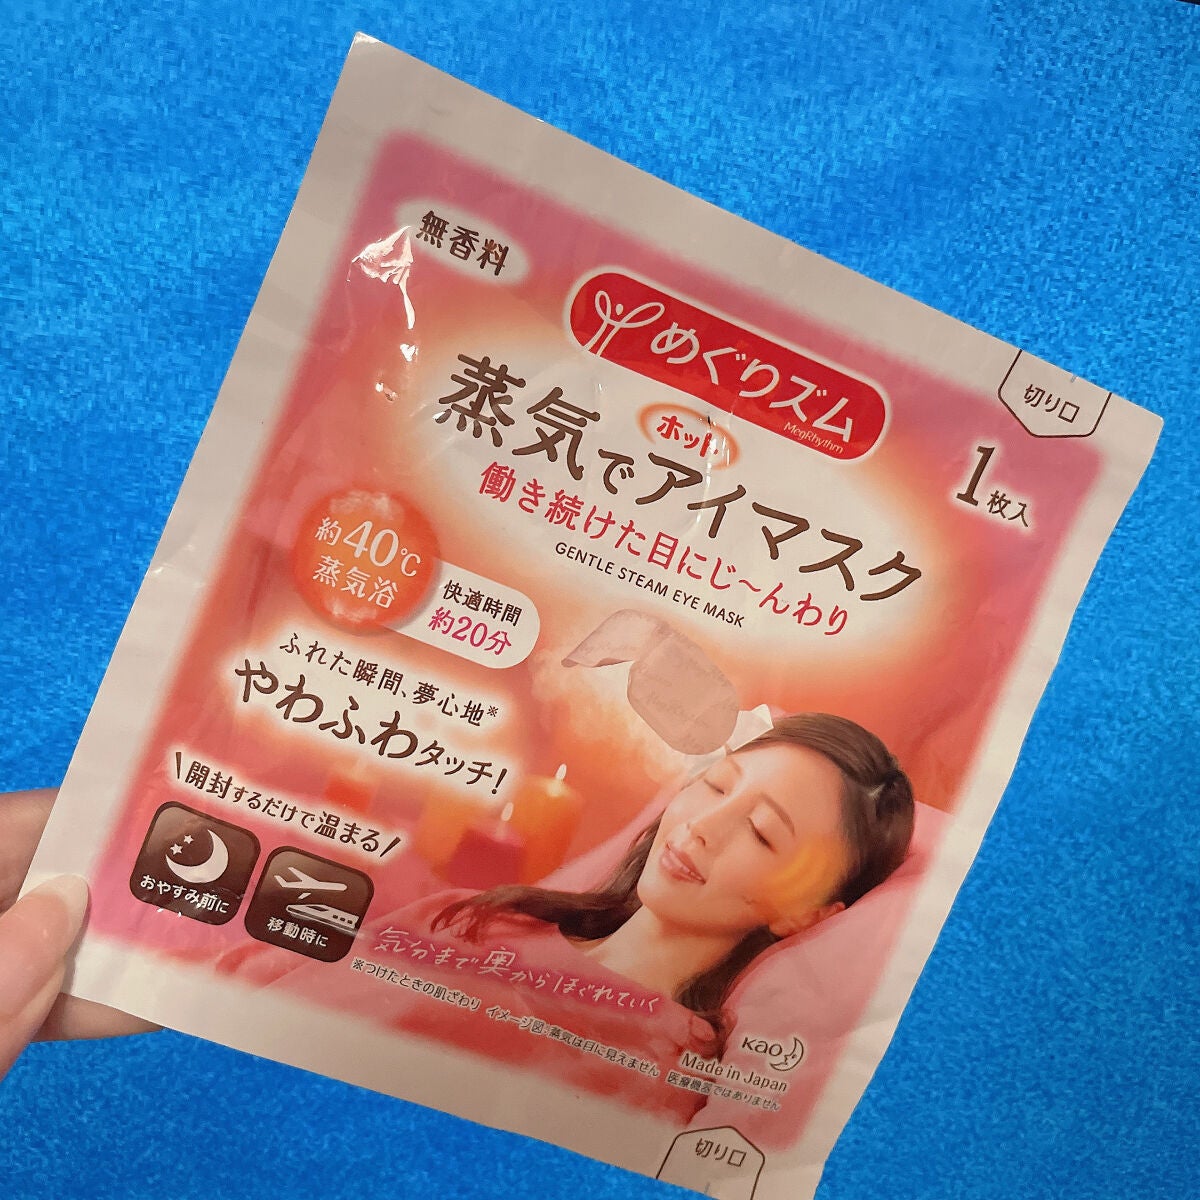 無香料
めぐりズム
MegRhythm
切り口
蒸気でホットアイマスク
1枚入
働き続けた目にじ〜んわり
GENTLE STEAM EYE MASK
約40℃
蒸気浴
快適時間
約20分
ふれた瞬間、夢心地※
やわふわタッチ!
\開封するだけで温まる/
おやすみ前に
移動時に
気分まで奥からほぐれていく
※つけたときの肌ざわり イメージ図:蒸気は目に見えません
Kao
Made in Japan
医療機器ではありません
切り口